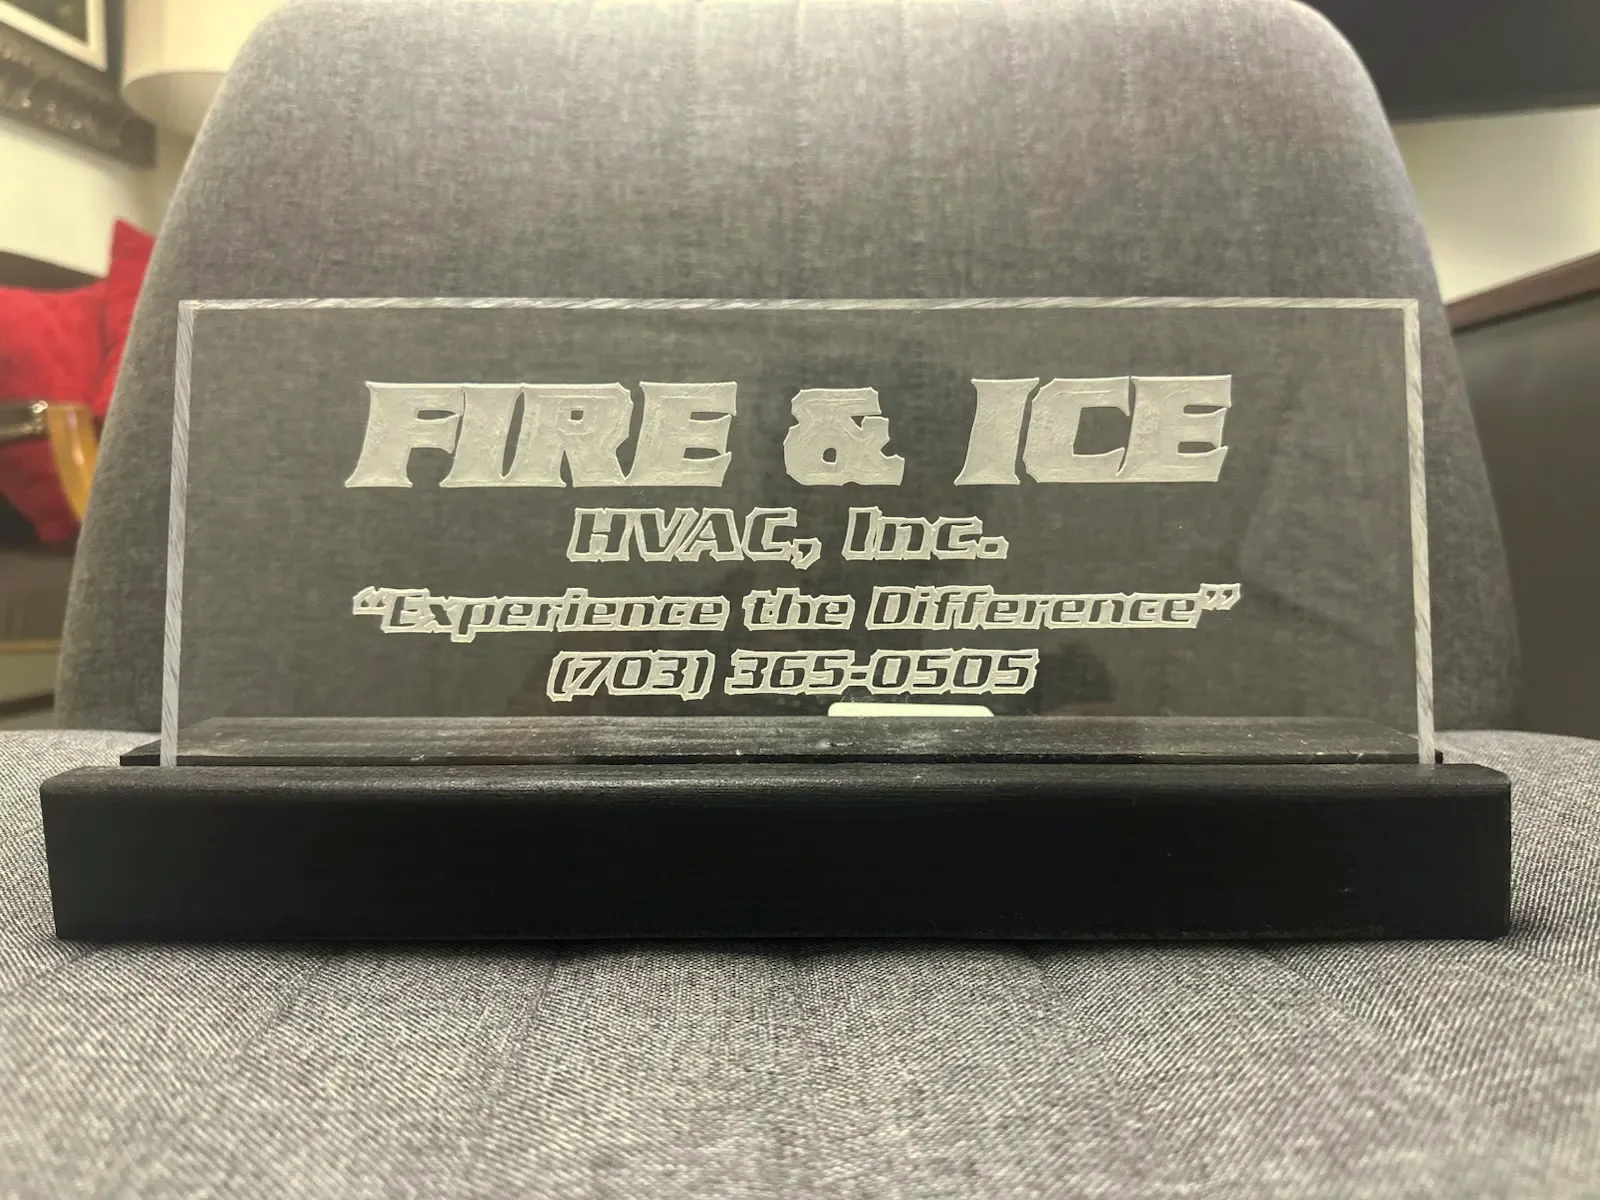 FIRE & ICE
HVAC, Inc.
“Experience the Difference”
(703) 365-0505